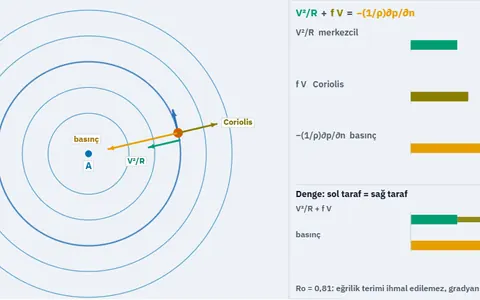 Coriolis
basınç
V²/R
A
V²/R + f V = −(1/ρ)∂p/∂n
V²/R merkezcil
f V Coriolis
−(1/ρ)∂p/∂n basınç
Denge: sol taraf = sağ taraf
V²/R + f V
basınç
Ro = 0,81: eğrilik terimi ihmal edilemez, gradyan